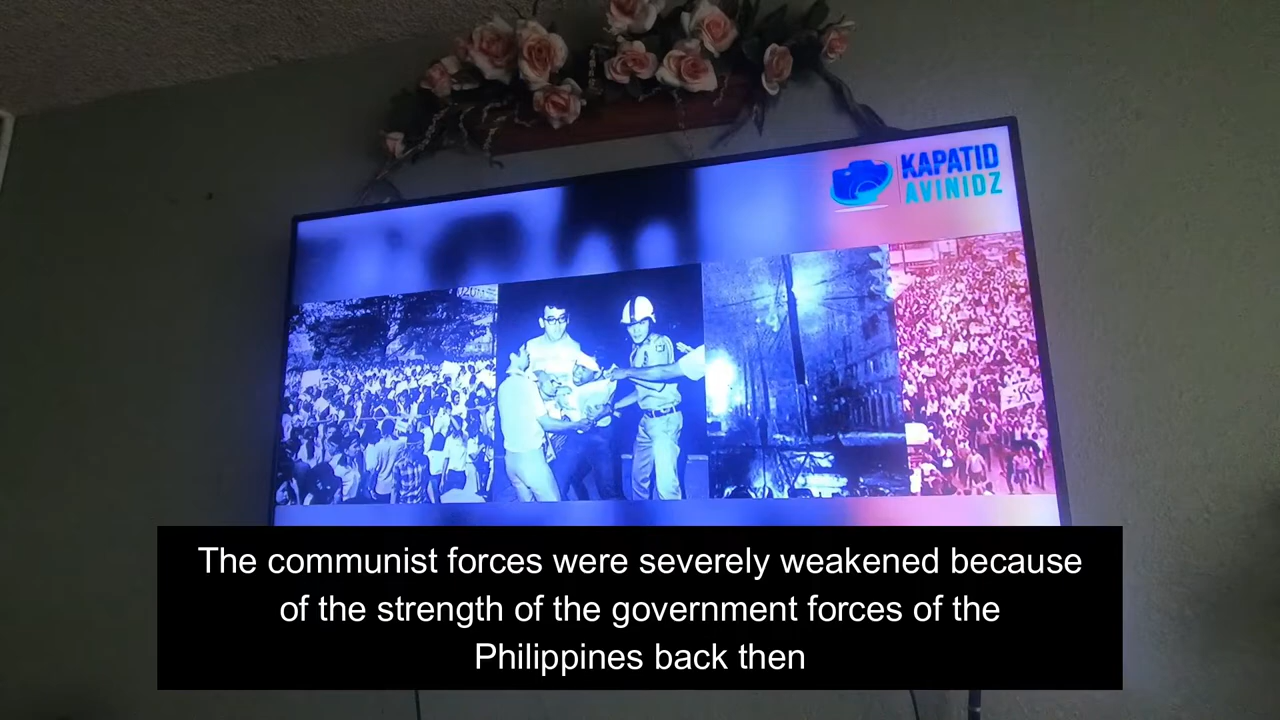 KAPATID
AVINIDZ
The communist forces were severely weakened because
of the strength of the government forces of the
Philippines back then